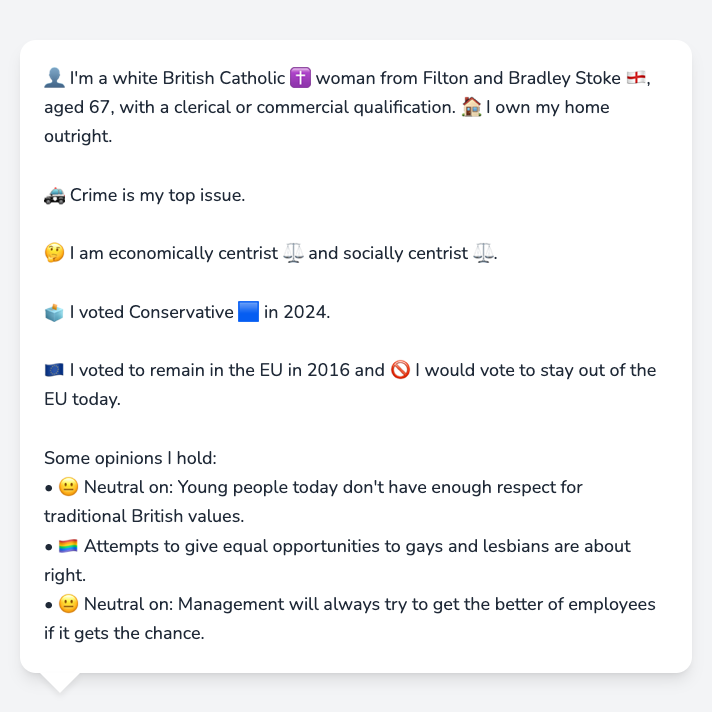 👤 I'm a white British Catholic ✝️ woman from Filton and Bradley Stoke 🏴󠁧󠁢󠁥󠁮󠁧󠁿,
aged 67, with a clerical or commercial qualification. 🏠 I own my home
outright.
🚓 Crime is my top issue.
🤔 I am economically centrist ⚖️ and socially centrist ⚖️.
🗳️ I voted Conservative 🟦 in 2024.
🇪🇺 I voted to remain in the EU in 2016 and 🚫 I would vote to stay out of the
EU today.
Some opinions I hold:
• 😐 Neutral on: Young people today don't have enough respect for
traditional British values.
• 🏳️‍🌈 Attempts to give equal opportunities to gays and lesbians are about
right.
• 😐 Neutral on: Management will always try to get the better of employees
if it gets the chance.